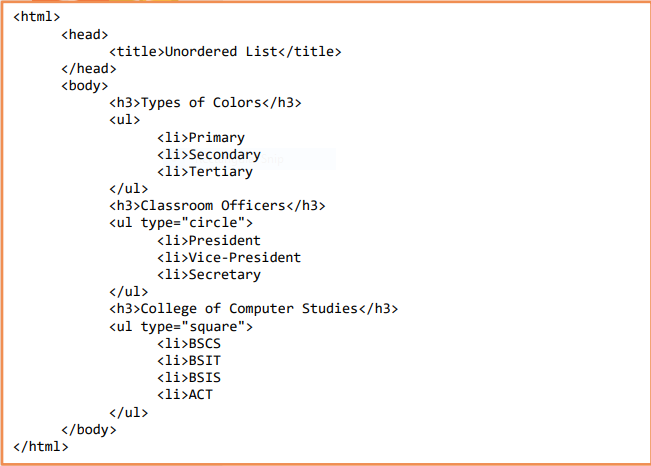 <html>
<head>
<title>Unordered List</title>
</head>
<body>
<h3>Types of Colors</h3>
<ul>
<li>Primary
<li>Secondary
<li>Tertiary
</ul>
<h3>Classroom Officers</h3>
<ul type="circle">
<li>President
<li>Vice-President
<li>Secretary
</ul>
<h3>College of Computer Studies</h3>
<ul type="square">
<li>BSCS
<li>BSIT
<li>BSIS
<li>ACT
</ul>
</body>
</html>